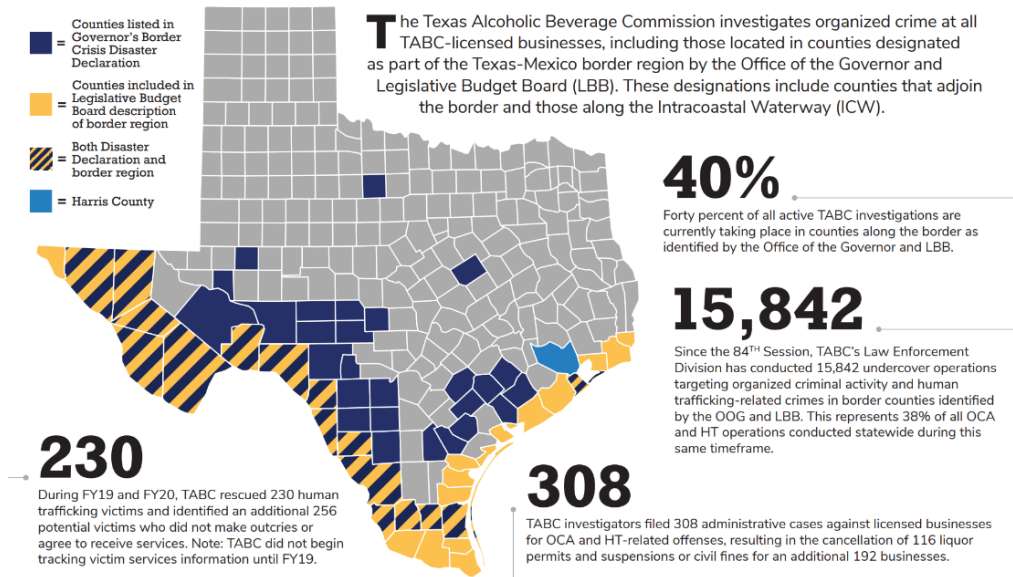 = Counties listed in
Governor's Border
Crisis Disaster
Declaration
= Counties included in
Legislative Budget
Board description
of border region
= Both Disaster
Declaration and
border region
= Harris County
The Texas Alcoholic Beverage Commission investigates organized crime at all
TABC-licensed businesses, including those located in counties designated
as part of the Texas-Mexico border region by the Office of the Governor and
Legislative Budget Board (LBB). These designations include counties that adjoin
the border and those along the Intracoastal Waterway (ICW).
40%
Forty percent of all active TABC investigations are
currently taking place in counties along the border as
identified by the Office of the Governor and LBB.
15,842
Since the 84TH Session, TABC's Law Enforcement
Division has conducted 15,842 undercover operations
targeting organized criminal activity and human
trafficking-related crimes in border counties identified
by the OOG and LBB. This represents 38% of all OCA
and HT operations conducted statewide during this
same timeframe.
230
During FY19 and FY20, TABC rescued 230 human
trafficking victims and identified an additional 256
potential victims who did not make outcries or
agree to receive services. Note: TABC did not begin
tracking victim services information until FY19.
308
TABC investigators filed 308 administrative cases against licensed businesses
for OCA and HT-related offenses, resulting in the cancellation of 116 liquor
permits and suspensions or civil fines for an additional 192 businesses.